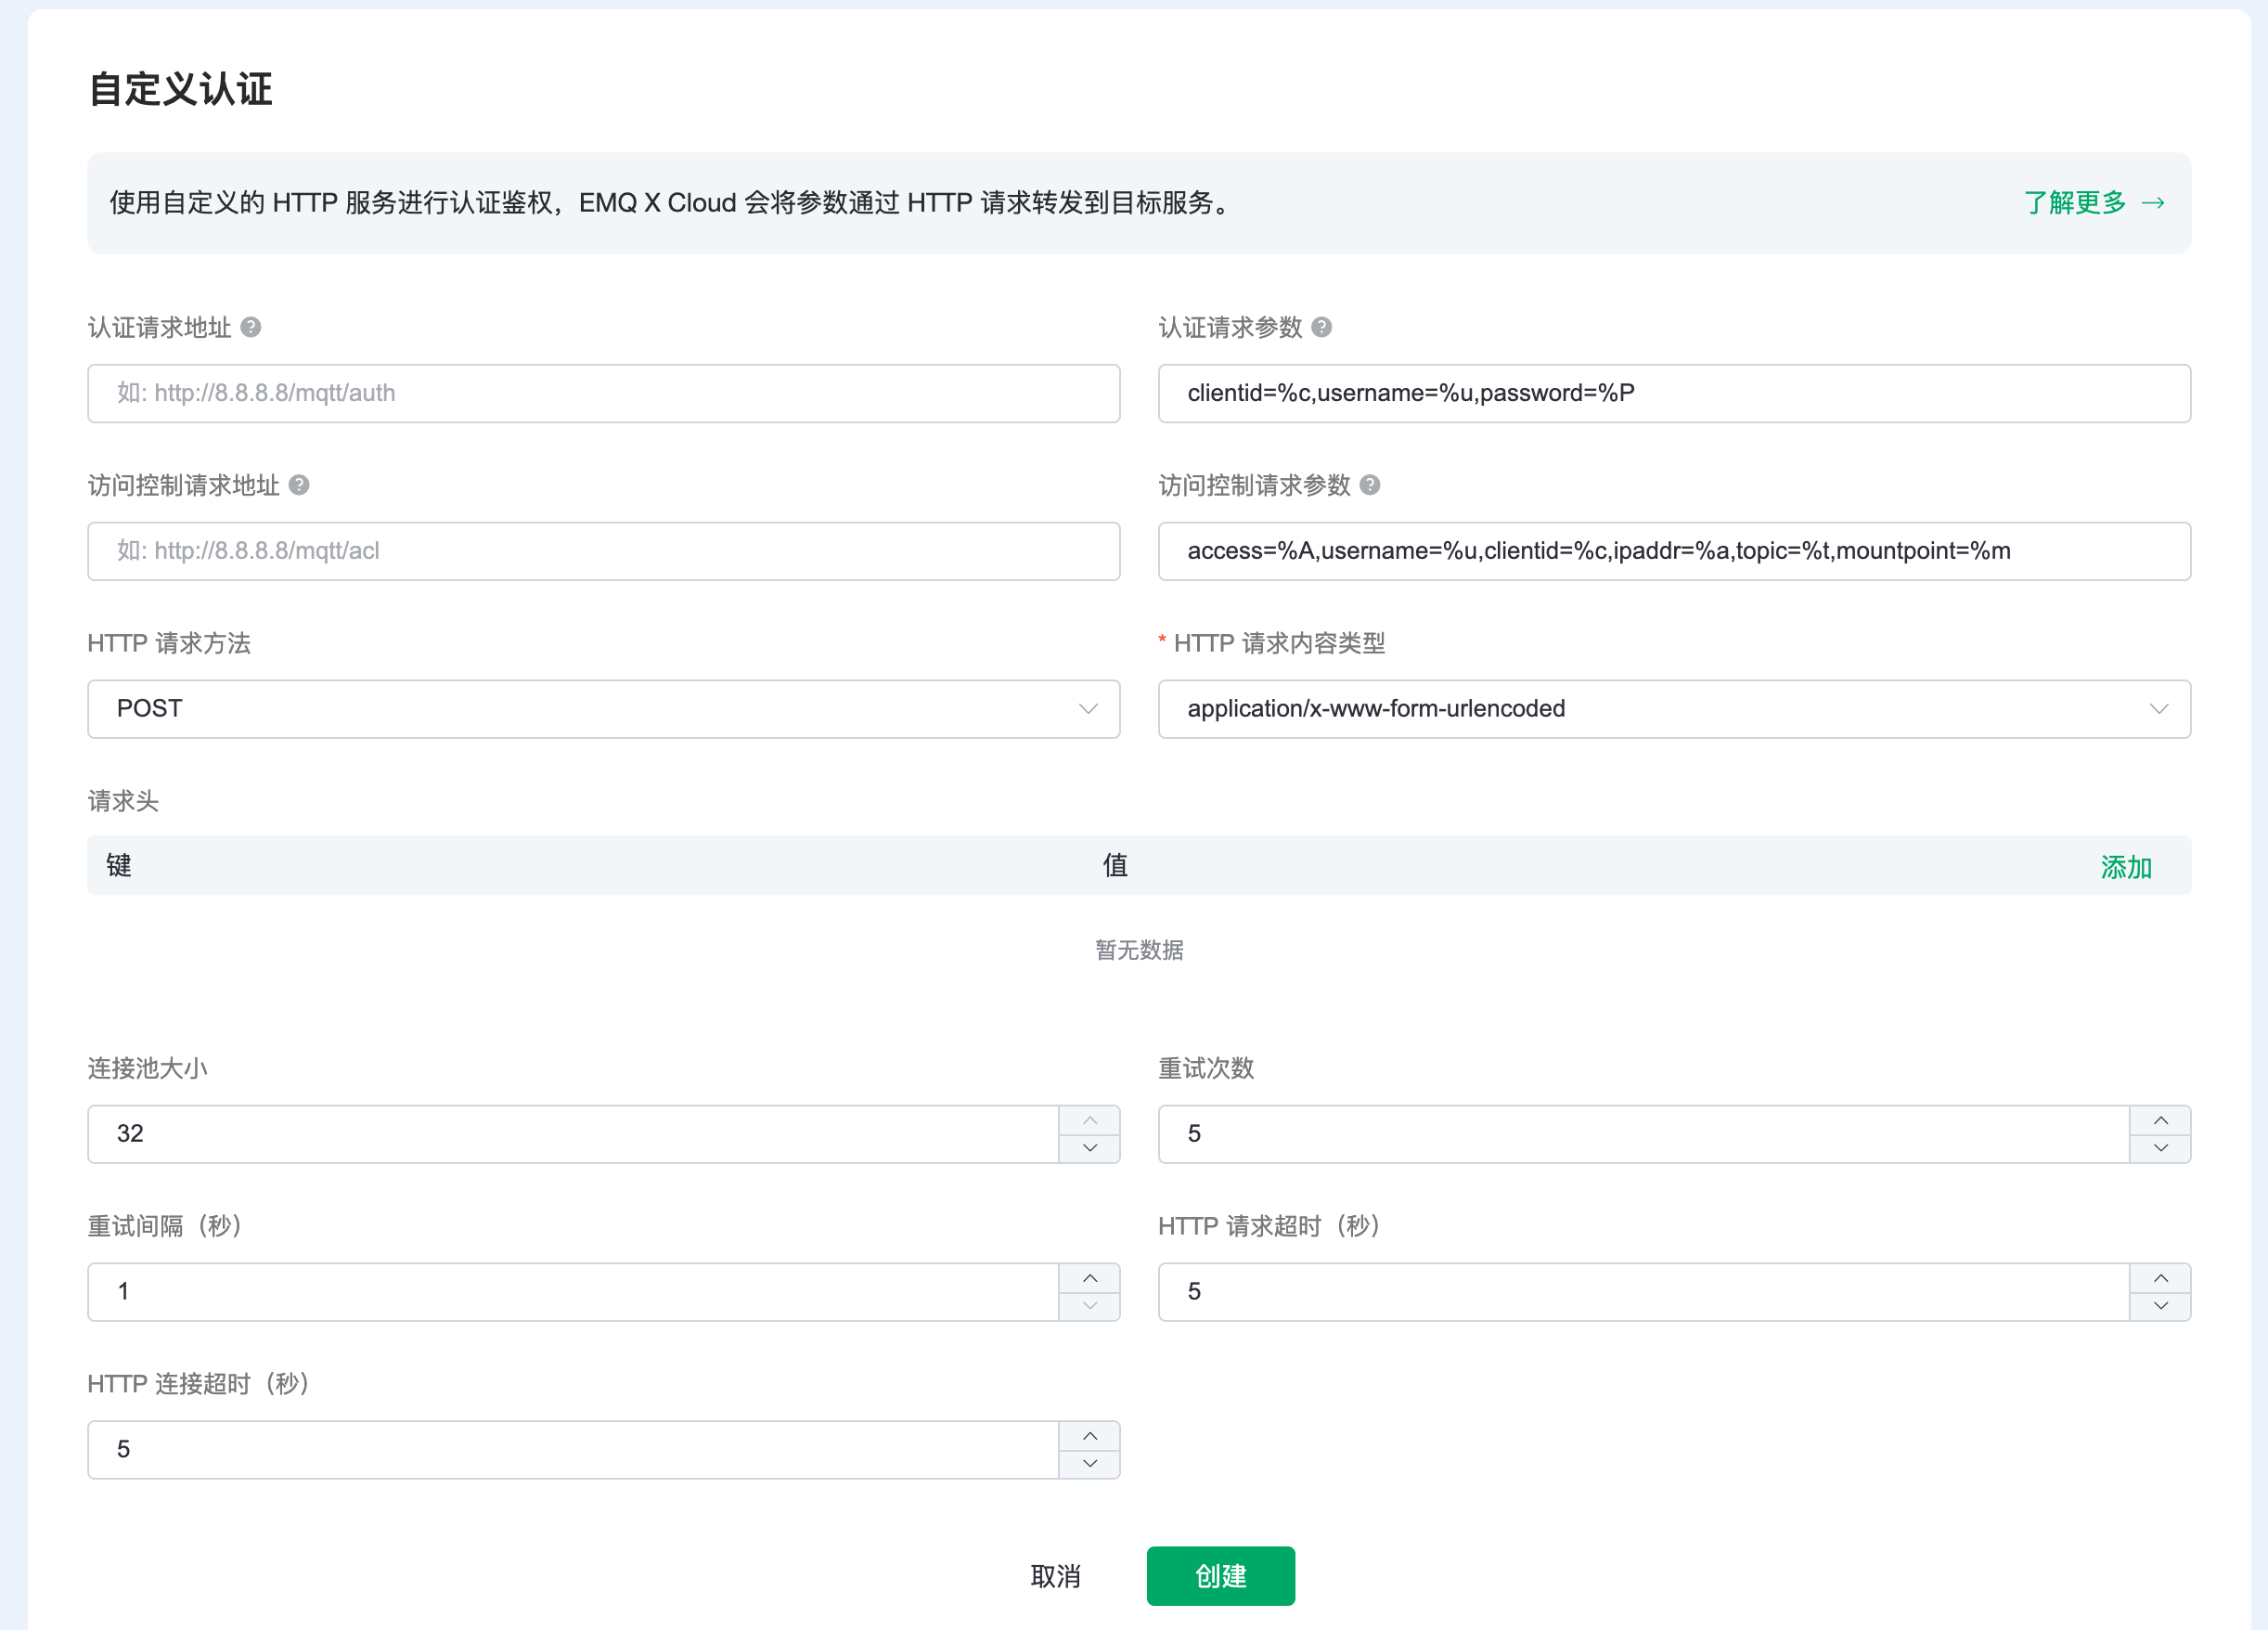 自定义认证
使用自定义的 HTTP 服务进行认证鉴权，EMQ X Cloud 会将参数通过 HTTP 请求转发到目标服务。 了解更多 →
认证请求地址 ?
认证请求参数 ?
如: http://8.8.8.8/mqtt/auth
clientid=%c,username=%u,password=%P
访问控制请求地址 ?
访问控制请求参数 ?
如: http://8.8.8.8/mqtt/acl
access=%A,username=%u,clientid=%c,ipaddr=%a,topic=%t,mountpoint=%m
HTTP 请求方法
* HTTP 请求内容类型
POST
application/x-www-form-urlencoded
请求头
键 值 添加
暂无数据
连接池大小
重试次数
32
5
重试间隔（秒）
HTTP 请求超时（秒）
1
5
HTTP 连接超时（秒）
5
取消 创建